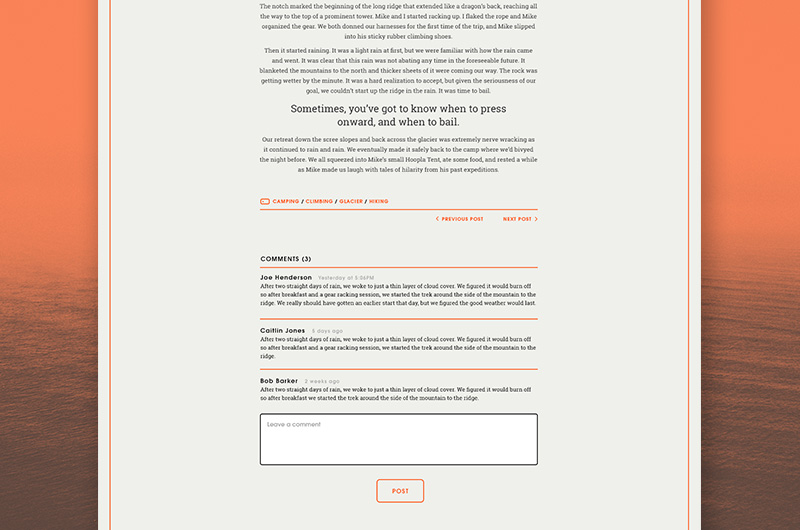 The notch marked the beginning of the long ridge that extended like a dragon's back, reaching all
the way to the top of a prominent tower. Mike and I started racking up. I flaked the rope and Mike
organized the gear. We both donned our harnesses for the first time of the trip, and Mike slipped
into his sticky rubber climbing shoes.
Then it started raining. It was a light rain at first, but we were familiar with how the rain came
and went. It was clear that this rain was not abating any time in the foreseeable future. It
blanketed the mountains to the north and thicker sheets of it were coming our way. The rock was
getting wetter by the minute. It was a hard realization to accept, but given the seriousness of our
goal, we couldn't start up the ridge in the rain. It was time to bail.
Sometimes, you've got to know when to press
onward, and when to bail.
Our retreat down the scree slopes and back across the glacier was extremely nerve wracking as
it continued to rain and rain. We eventually made it safely back to the camp where we'd bivyed
the night before. We all squeezed into Mike's small Hoopla Tent, ate some food, and rested a while
as Mike made us laugh with tales of hilarity from his past expeditions.
CAMPING / CLIMBING / GLACIER / HIKING
< PREVIOUS POST NEXT POST >
COMMENTS (3)
Joe Henderson Yesterday at 5:36PM
After two straight days of rain, we woke to just a thin layer of cloud cover. We figured it would burn off
so after breakfast and a gear racking session, we started the trek around the side of the mountain to the
ridge. We really should have gotten an earlier start that day, but we figured the good weather would last.
Caitlin Jones 5 days ago
After two straight days of rain, we woke to just a thin layer of cloud cover. We figured it would burn off
so after breakfast and a gear racking session, we started the trek around the side of the mountain to the
ridge.
Bob Barker 2 weeks ago
After two straight days of rain, we woke to just a thin layer of cloud cover. We figured it would burn off
so after breakfast we started the trek around the side of the mountain to the ridge.
Leave a comment
POST